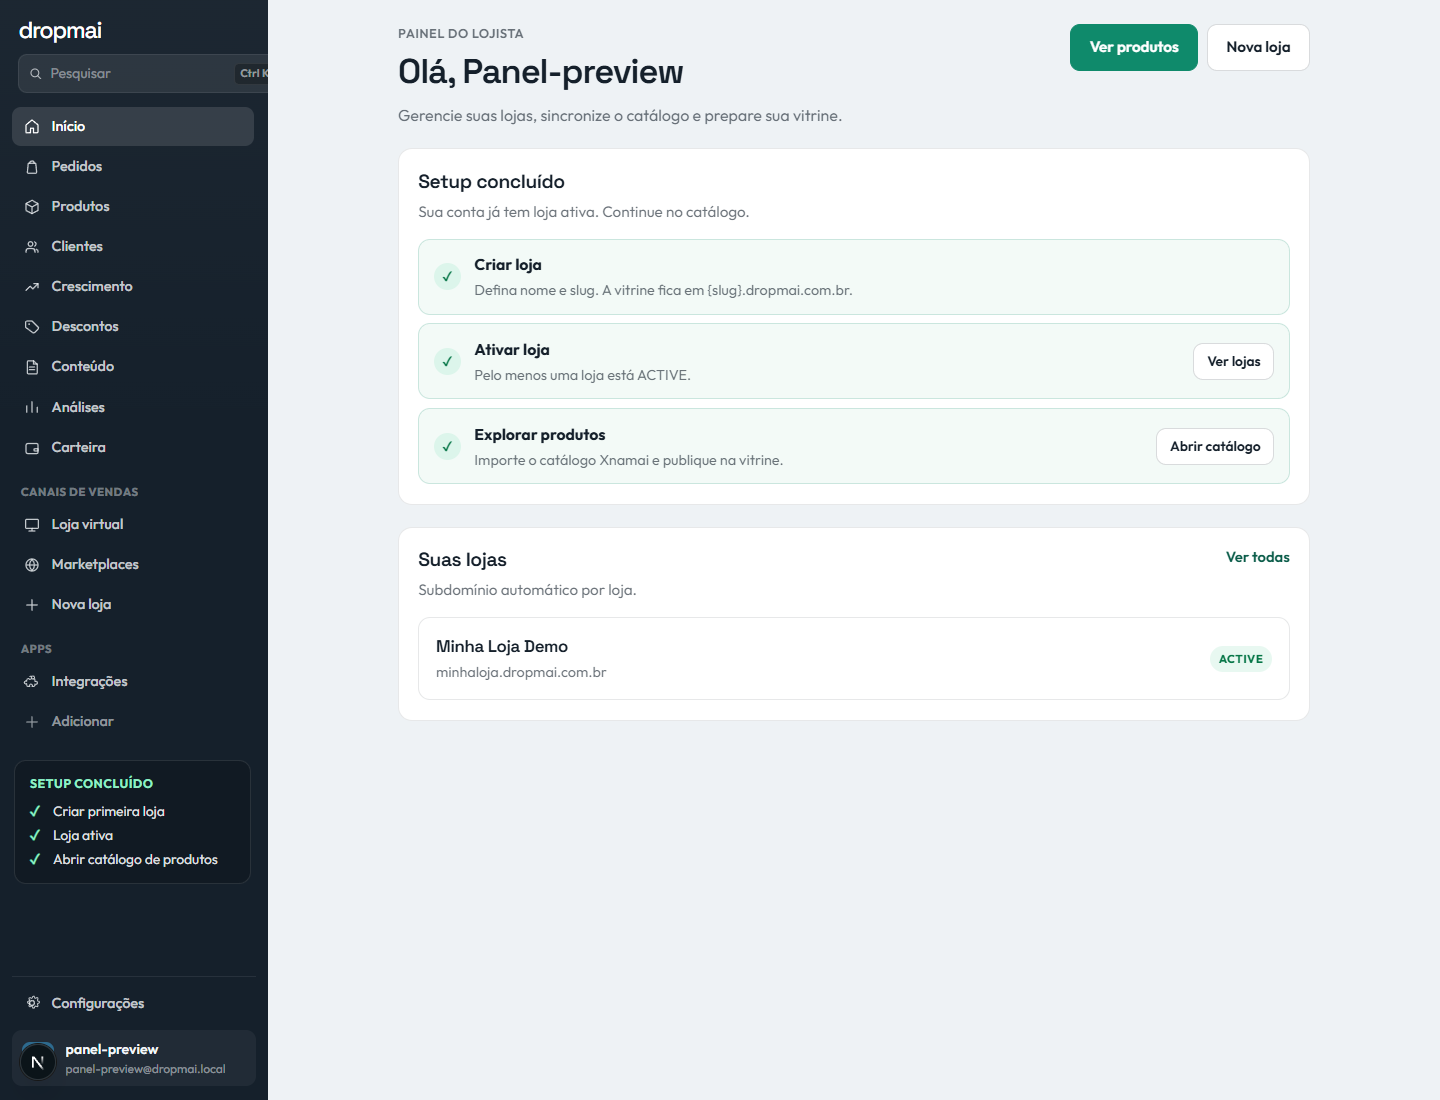 dropmai
Pesquisar
Ctrl K
Início
Pedidos
Produtos
Clientes
Crescimento
Descontos
Conteúdo
Análises
Carteira
CANAIS DE VENDAS
Loja virtual
Marketplaces
Nova loja
APPS
Integrações
Adicionar
SETUP CONCLUÍDO
Criar primeira loja
Loja ativa
Abrir catálogo de produtos
Configurações
N
panel-preview
panel-preview@dropmai.local
PAINEL DO LOJISTA
Olá, Panel-preview
Gerencie suas lojas, sincronize o catálogo e prepare sua vitrine.
Ver produtos
Nova loja
Setup concluído
Sua conta já tem loja ativa. Continue no catálogo.
Criar loja
Defina nome e slug. A vitrine fica em {slug}.dropmai.com.br.
Ativar loja
Pelo menos uma loja está ACTIVE.
Ver lojas
Explorar produtos
Importe o catálogo Xnamai e publique na vitrine.
Abrir catálogo
Suas lojas
Ver todas
Subdomínio automático por loja.
Minha Loja Demo
minhaloja.dropmai.com.br
ACTIVE